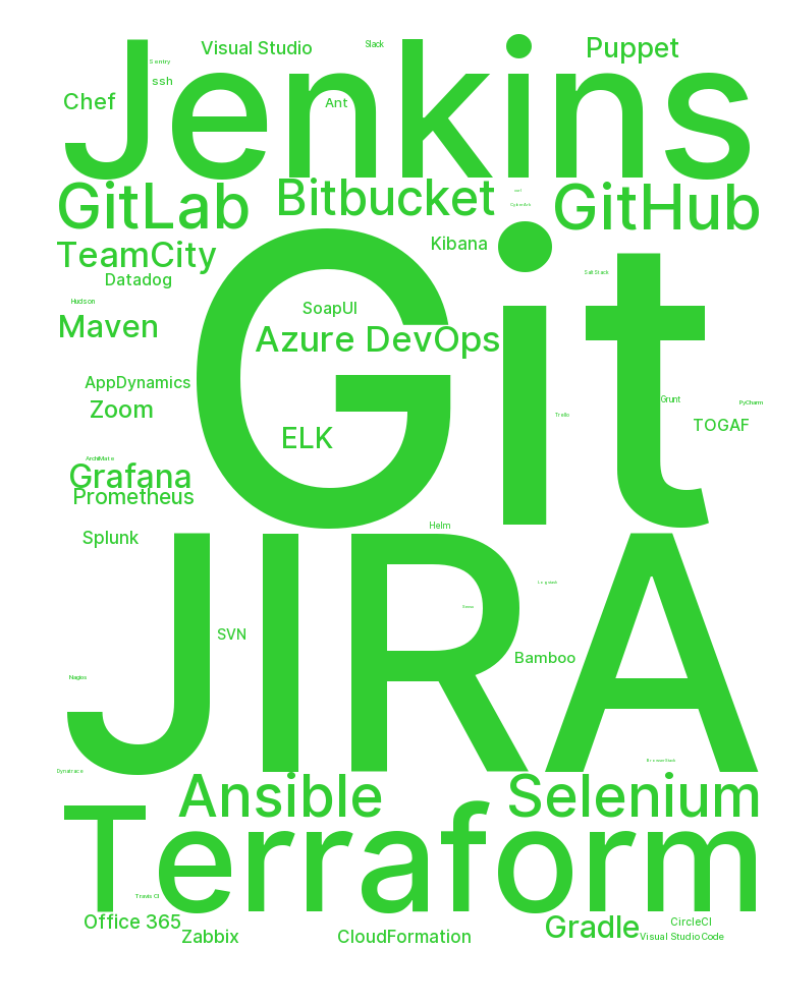 Visual Studio
Slack
Puppet
Jenkins
Sentry
ssh
Chef
Ant
GitLab
Bitbucket
GitHub
TeamCity
Kibana
Datadog
SaltStack
Hudson
SoapUI
Maven
Azure DevOps
Git
AppDynamics
Zoom
Grunt
PyCharm
Trello
TOGAF
ELK
ArchiMate
Grafana
Prometheus
Helm
Splunk
JIRA
SVN
Bamboo
Nagios
BrowserStack
Dynatrace
Ansible
Selenium
Terraform
Travis CI
Office 365
CircleCI
Gradle
Zabbix
CloudFormation
Visual Studio Code